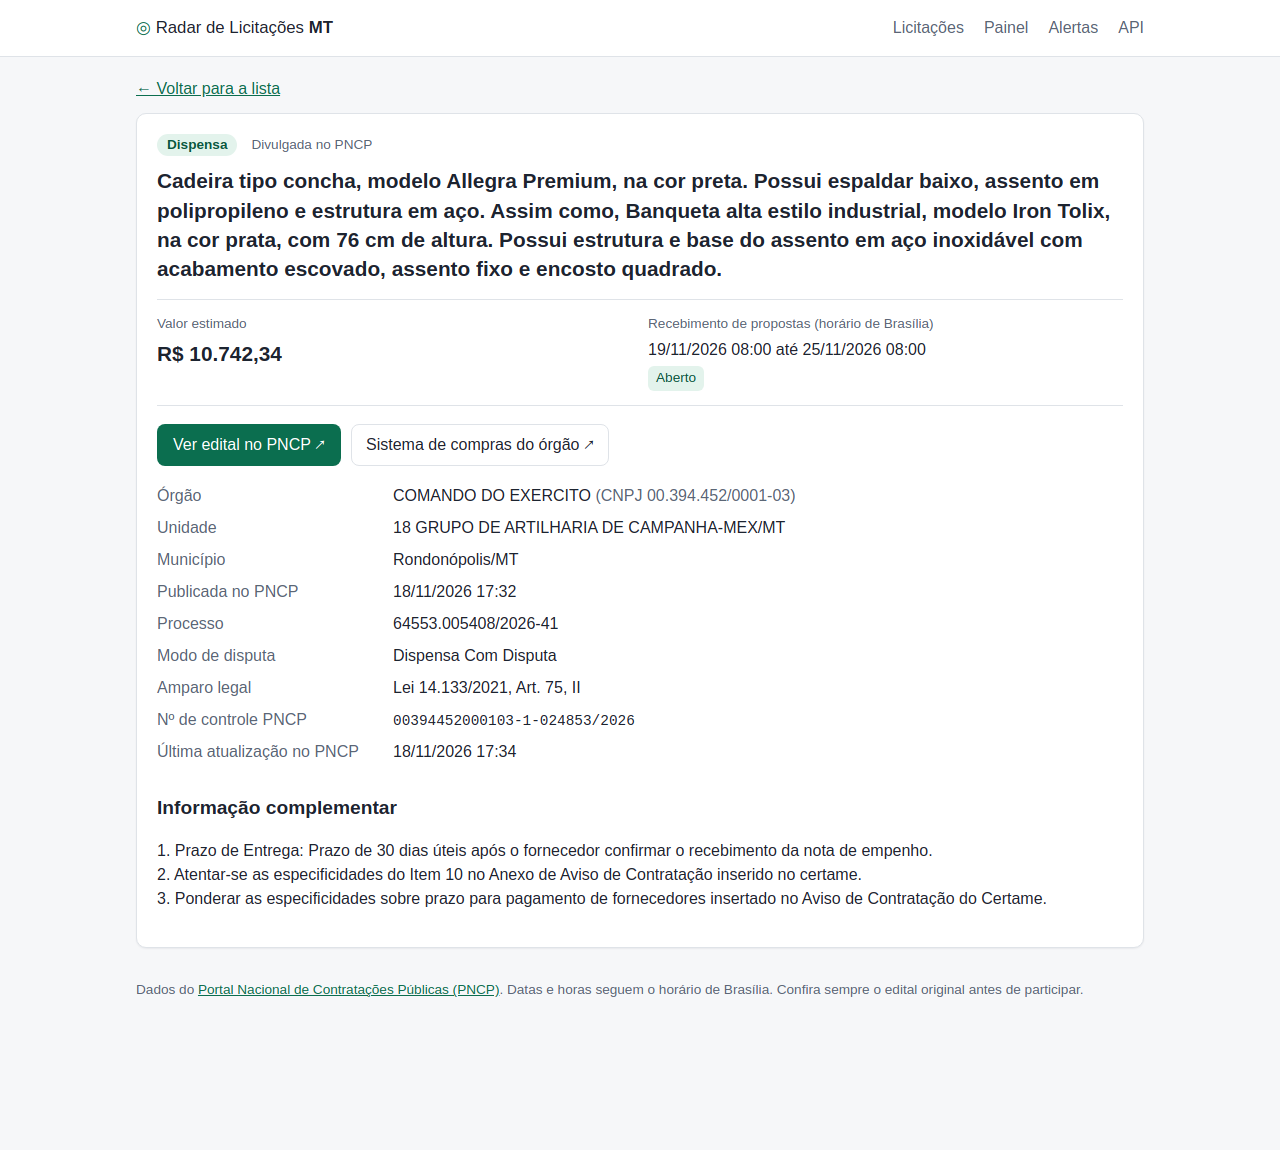 ◎ Radar de Licitações MT
Licitações Painel Alertas API
← Voltar para a lista
Dispensa Divulgada no PNCP
Cadeira tipo concha, modelo Allegra Premium, na cor preta. Possui espaldar baixo, assento em
polipropileno e estrutura em aço. Assim como, Banqueta alta estilo industrial, modelo Iron Tolix,
na cor prata, com 76 cm de altura. Possui estrutura e base do assento em aço inoxidável com
acabamento escovado, assento fixo e encosto quadrado.
Valor estimado
R$ 10.742,34
Recebimento de propostas (horário de Brasília)
19/11/2026 08:00 até 25/11/2026 08:00
Aberto
Ver edital no PNCP ↗
Sistema de compras do órgão ↗
Órgão COMANDO DO EXERCITO (CNPJ 00.394.452/0001-03)
Unidade 18 GRUPO DE ARTILHARIA DE CAMPANHA-MEX/MT
Município Rondonópolis/MT
Publicada no PNCP 18/11/2026 17:32
Processo 64553.005408/2026-41
Modo de disputa Dispensa Com Disputa
Amparo legal Lei 14.133/2021, Art. 75, II
Nº de controle PNCP 00394452000103-1-024853/2026
Última atualização no PNCP 18/11/2026 17:34
Informação complementar
1. Prazo de Entrega: Prazo de 30 dias úteis após o fornecedor confirmar o recebimento da nota de empenho.
2. Atentar-se as especificidades do Item 10 no Anexo de Aviso de Contratação inserido no certame.
3. Ponderar as especificidades sobre prazo para pagamento de fornecedores insertado no Aviso de Contratação do Certame.
Dados do Portal Nacional de Contratações Públicas (PNCP). Datas e horas seguem o horário de Brasília. Confira sempre o edital original antes de participar.